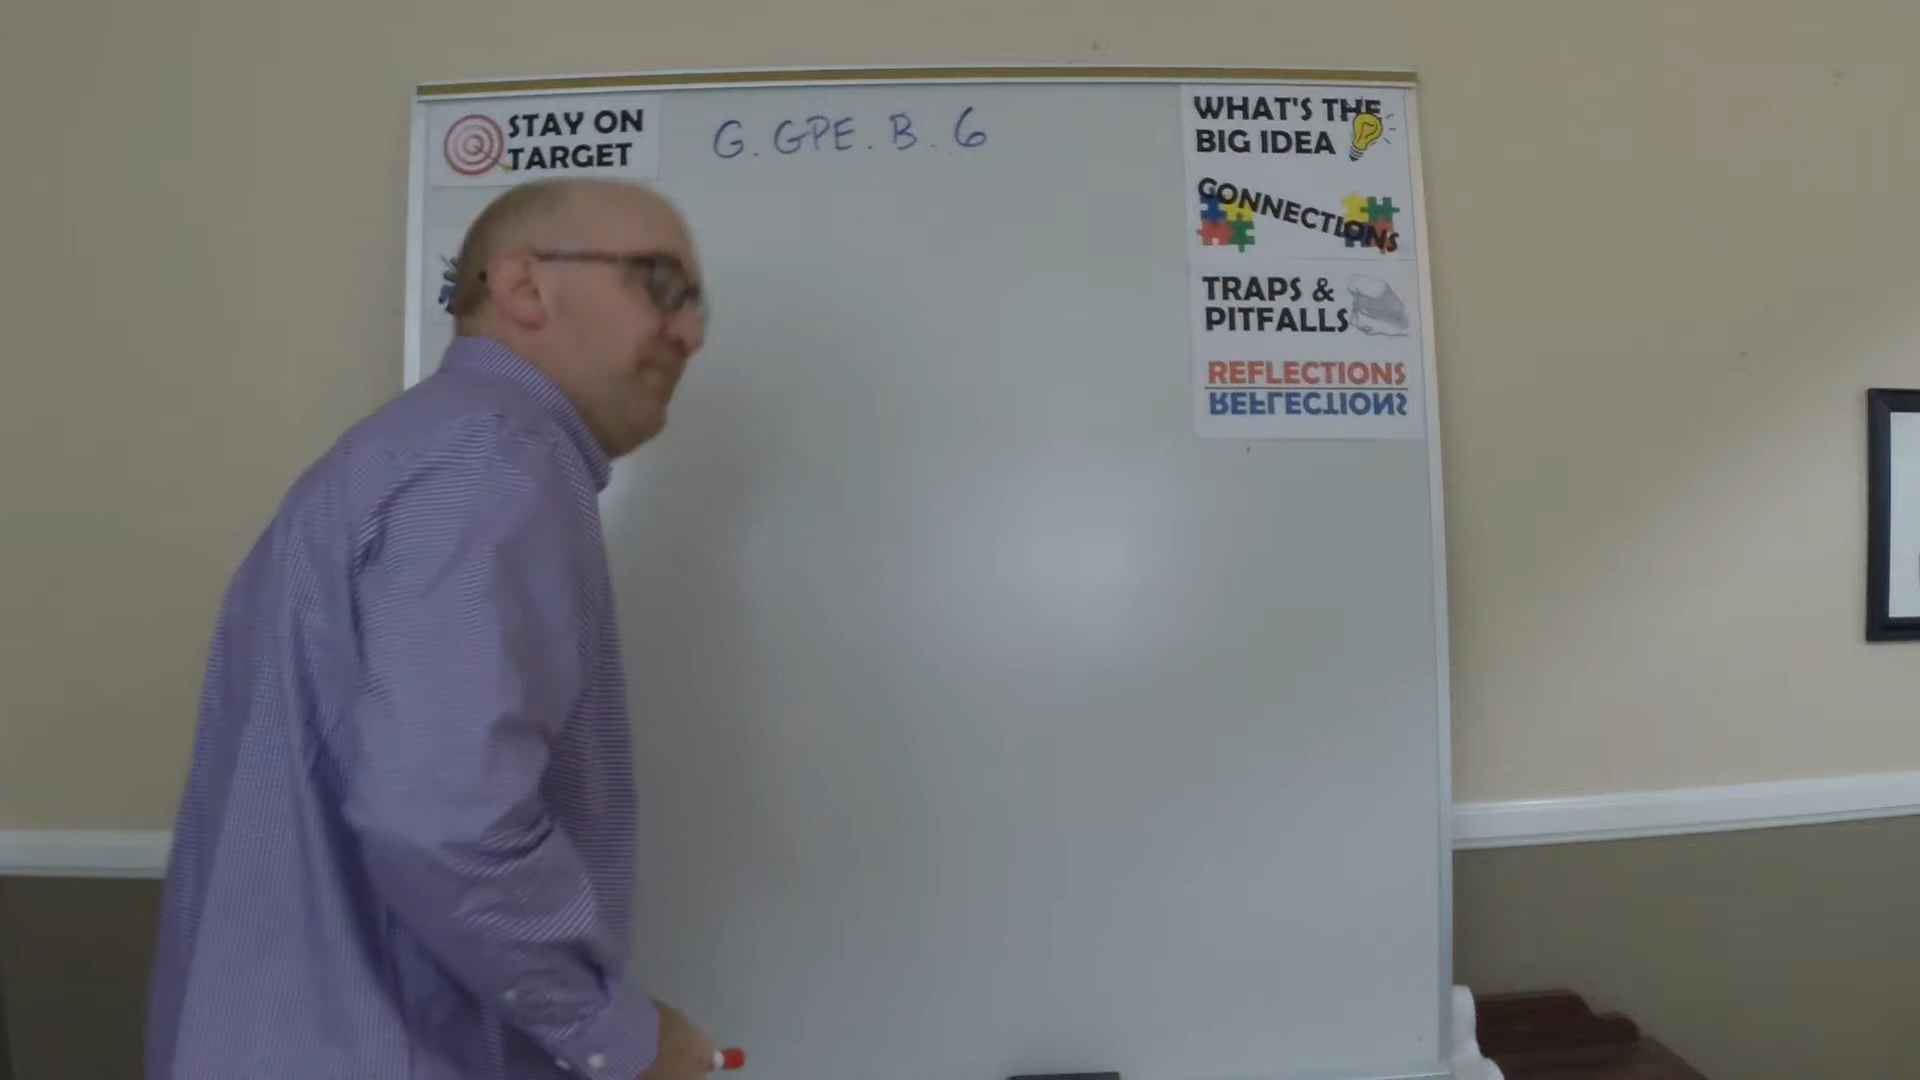 STAY ON
TARGET
G. GPE. B. 6
WHAT'S THE
BIG IDEA
CONNECTIONS
TRAPS &
PITFALLS
REFLECTIONS
REFLECTIONS